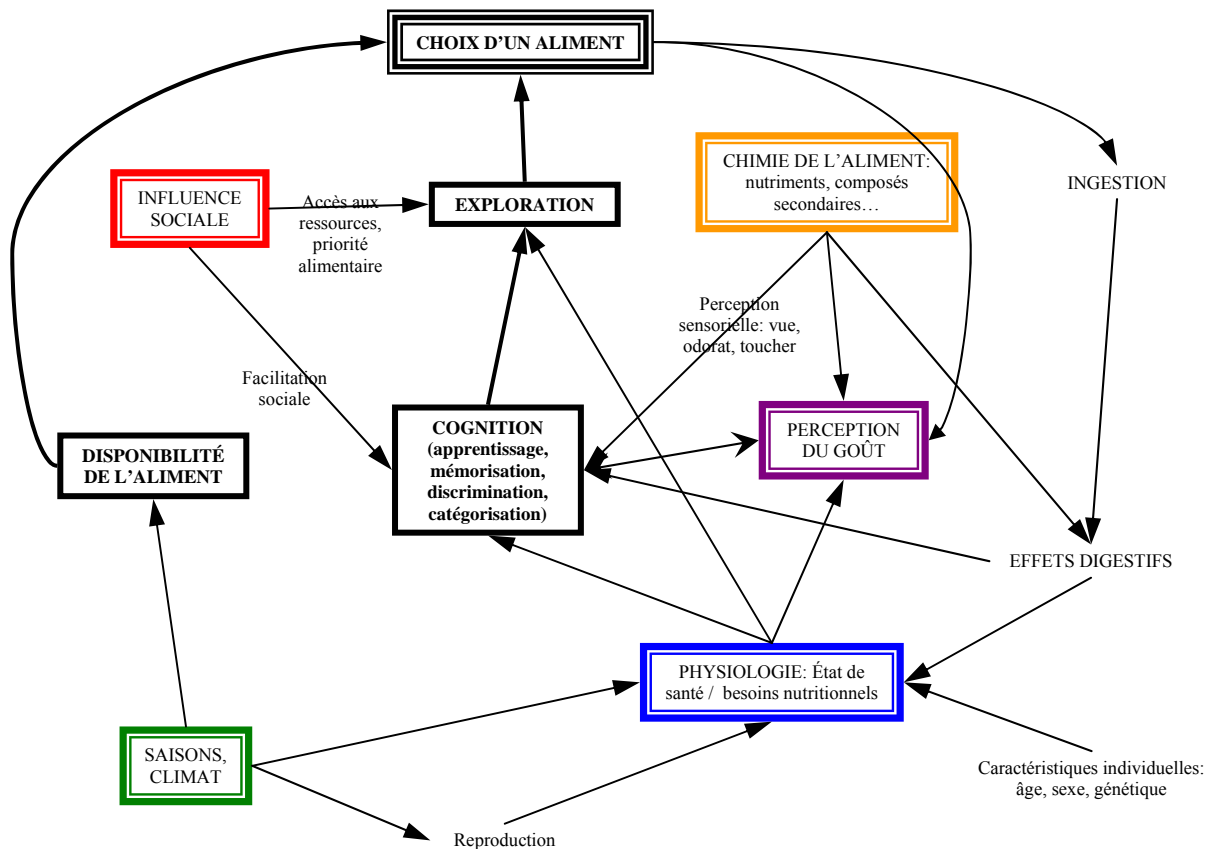 CHOIX D'UN ALIMENT
CHIMIE DE L'ALIMENT:
nutriments, composés
secondaires…
INGESTION
INFLUENCE
SOCIALE
Accès aux
ressources,
priorité
alimentaire
EXPLORATION
Perception
sensorielle: vue,
odorat, toucher
Facilitation
sociale
COGNITION
(apprentissage,
mémorisation,
discrimination,
catégorisation)
PERCEPTION
DU GOÛT
DISPONIBILITÉ
DE L'ALIMENT
EFFETS DIGESTIFS
PHYSIOLOGIE: État de
santé /  besoins nutritionnels
SAISONS,
CLIMAT
Caractéristiques individuelles:
âge, sexe, génétique
Reproduction